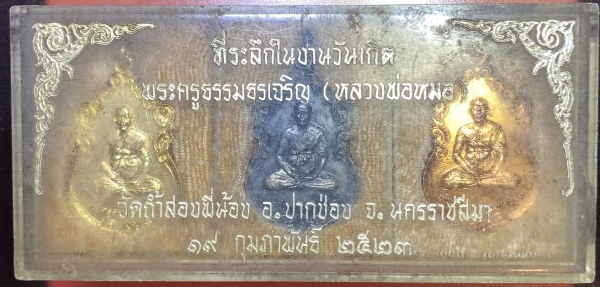 ที่ระลึกในงานวันเกิด
พระครูธรรมธรเจริญ (หลวงพ่อหมอ)
วัดถ้ำสองพี่น้อง อ.ปากช่อง จ.นครราชสีมา
๑๙ กุมภาพันธ์ ๒๕๒๓